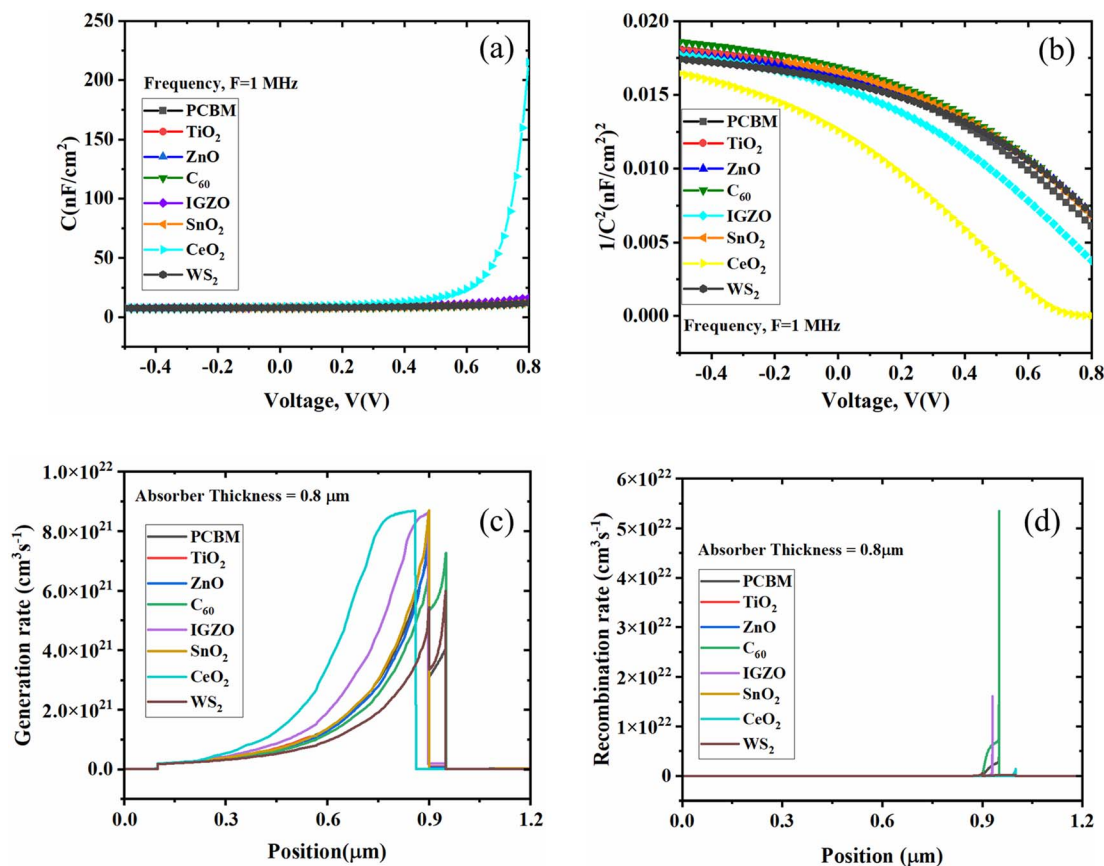 (a)
C(nF/cm²)
250
200
150
100
50
0
Frequency, F=1 MHz
PCBM
TiO₂
ZnO
C₆₀
IGZO
SnO₂
CeO₂
WS₂
-0.4 -0.2 0.0 0.2 0.4 0.6 0.8
Voltage, V(V)
(b)
1/C²(nF/cm²)²
0.020
0.015
0.010
0.005
0.000
PCBM
TiO₂
ZnO
C₆₀
IGZO
SnO₂
CeO₂
WS₂
Frequency, F=1 MHz
-0.4 -0.2 0.0 0.2 0.4 0.6 0.8
Voltage, V(V)
(c)
Generation rate (cm³s⁻¹)
1.0×10²²
8.0×10²¹
6.0×10²¹
4.0×10²¹
2.0×10²¹
0.0
Absorber Thickness = 0.8 μm
PCBM
TiO₂
ZnO
C₆₀
IGZO
SnO₂
CeO₂
WS₂
0.0 0.3 0.6 0.9 1.2
Position(μm)
(d)
Recombination rate (cm³s⁻¹)
6×10²²
5×10²²
4×10²²
3×10²²
2×10²²
1×10²²
0
Absorber Thickness = 0.8μm
PCBM
TiO₂
ZnO
C₆₀
IGZO
SnO₂
CeO₂
WS₂
0.0 0.3 0.6 0.9 1.2
Position (μm)